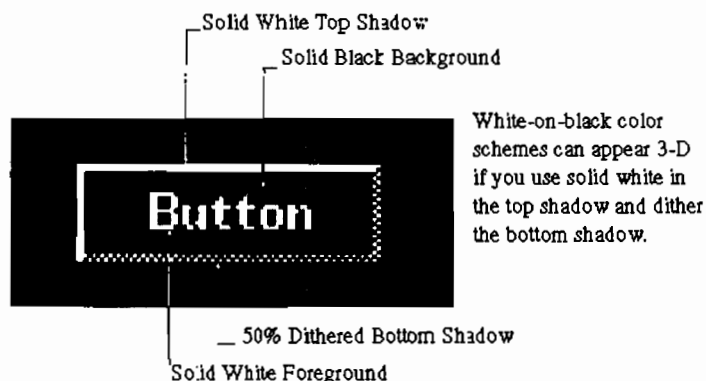 Solid White Top Shadow
Solid Black Background
White-on-black color
schemes can appear 3-D
if you use solid white in
the top shadow and dither
the bottom shadow.
Button
50% Dithered Bottom Shadow
Solid White Foreground